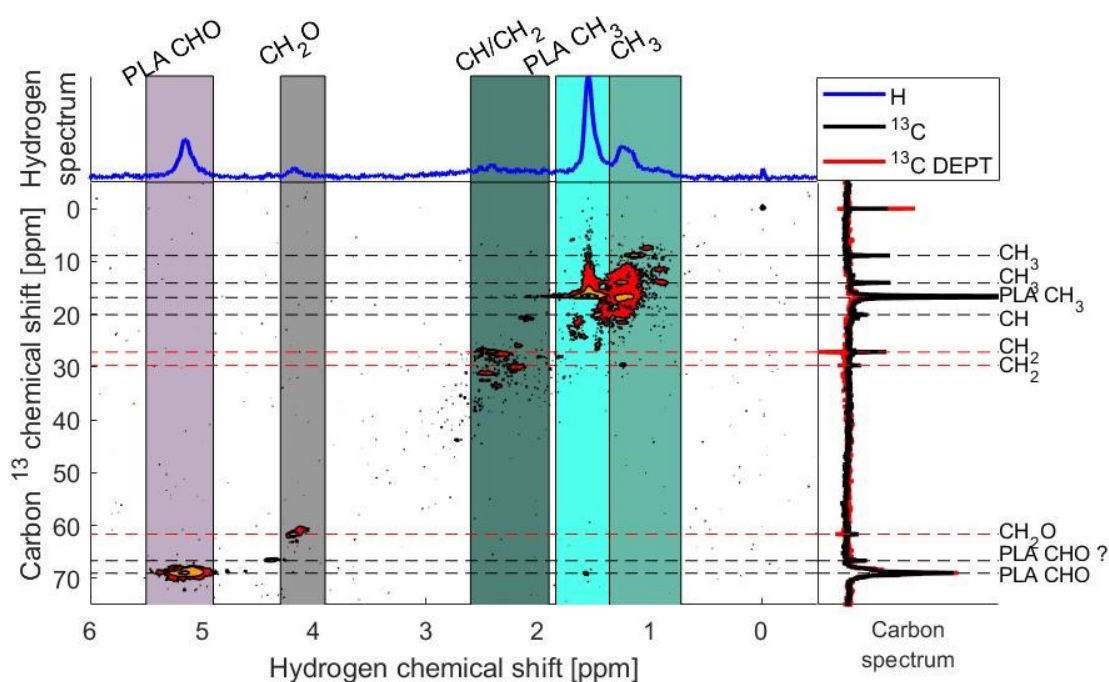 PLA CHO
CH₂O
CH/CH₂
PLA CH₃
CH₃
Hydrogen
spectrum
H
¹³C
¹³C DEPT
Carbon ¹³ chemical shift [ppm]
0
10
20
30
40
50
60
70
CH₃
CH₃
PLA CH₃
CH
CH₂
CH₂
CH₂O
PLA CHO ?
PLA CHO
6
5
4
3
2
1
0
Hydrogen chemical shift [ppm]
Carbon
spectrum